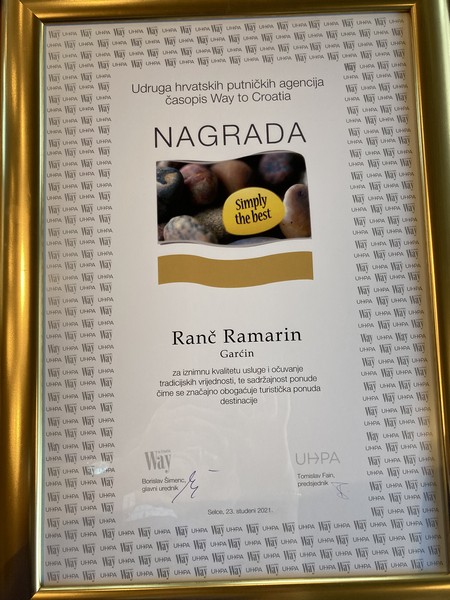 Udruga hrvatskih putničkih agencija
časopis Way to Croatia
NAGRADA
Simply
the best
Ranč Ramarin
Garćin
za iznimnu kvalitetu usluge i očuvanje
tradicijskih vrijednosti, te sadržajnost ponude
čime se značajno obogaćuje turistička ponuda
destinacije
Way
UHPA
Borislav Šimenc,
glavni urednik
Tomislav Fain,
predsjednik
Selce, 23. studeni 2021.